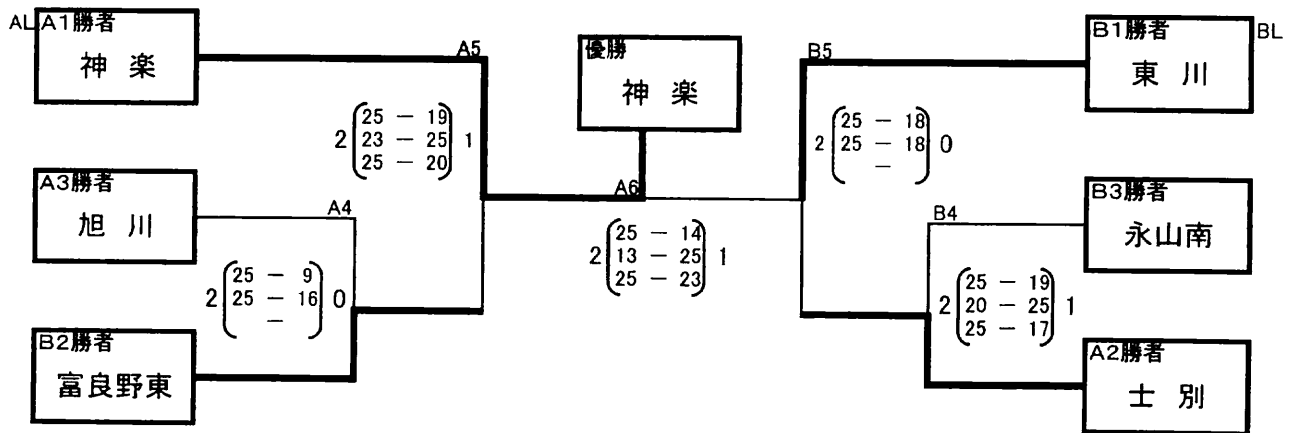 AL A1勝者
神 楽
A5
2 25 － 19 1
23 － 25
25 － 20
A3勝者
旭 川
A4
2 25 － 9 0
25 － 16
－
B2勝者
富良野東
優勝
神 楽
A6
2 25 － 14 1
13 － 25
25 － 23
B1勝者 BL
東 川
B5
2 25 － 18 0
25 － 18
－
B3勝者
永山南
B4
2 25 － 19 1
20 － 25
25 － 17
A2勝者
士 別